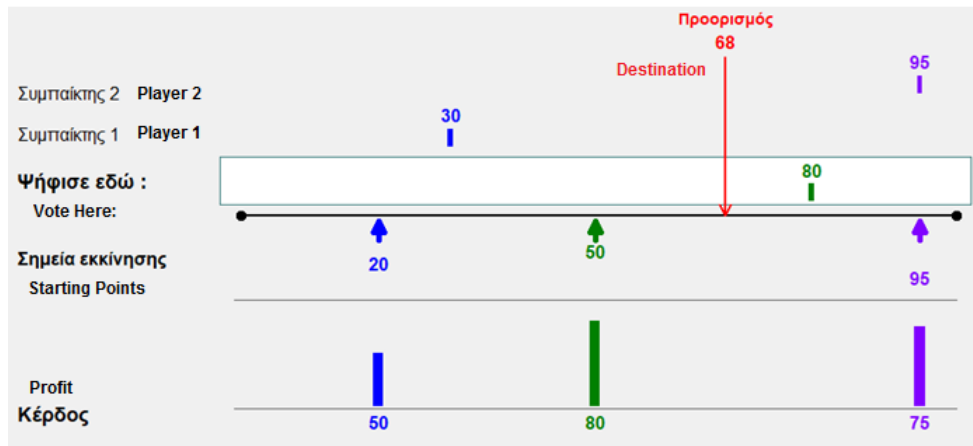 Προορισμός
68
Destination
95
Συμπαίκτης 2 Player 2
30
Συμπαίκτης 1 Player 1
80
Ψήφισε εδώ :
Vote Here:
Σημεία εκκίνησης
20 50
Starting Points
95
Profit
Κέρδος
50 80 75